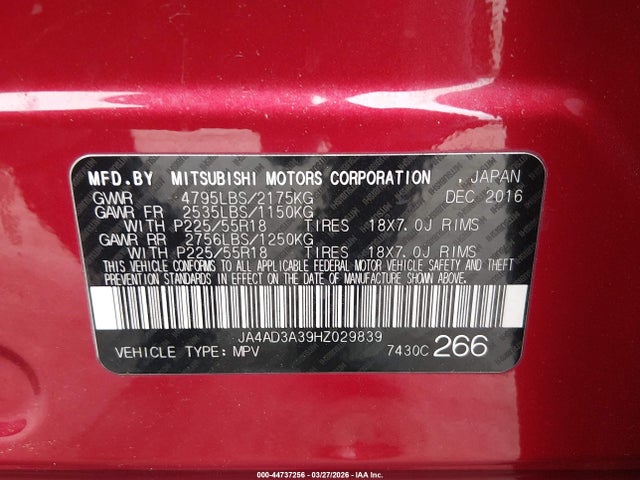 MFD.BY MITSUBISHI MOTORS CORPORATION , JAPAN
GVWR 4795LBS/2175KG DEC 2016
GAWR FR 2535LBS/1150KG
WITH P225/55R18 TIRES 18X7.0J RIMS
GAWR RR 2756LBS/1250KG
WITH P225/55R18 TIRES 18X7.0J RIMS
THIS VEHICLE CONFORMS TO ALL APPLICABLE FEDERAL MOTOR VEHICLE SAFETY AND THEFT
PREVENTION STANDARDS IN EFFECT ON THE DATE OF MANUFACTURE SHOWN ABOVE.
JA4AD3A39HZ029839
VEHICLE TYPE: MPV 7430C 266
000-44737256 | 03/27/2026 | IAA Inc.